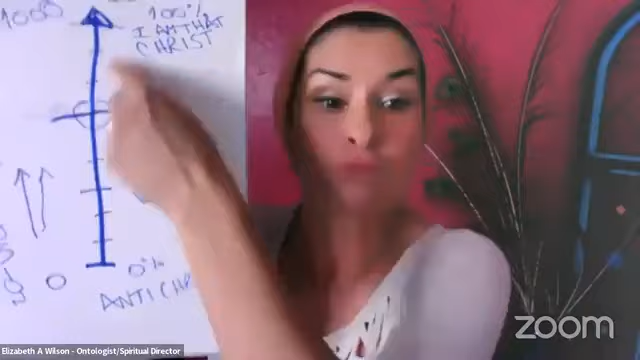 1000
100%
I AM THAT
CHRIST
0
0%
Elizabeth A Wilson - Ontologist/Spiritual Director
zoom